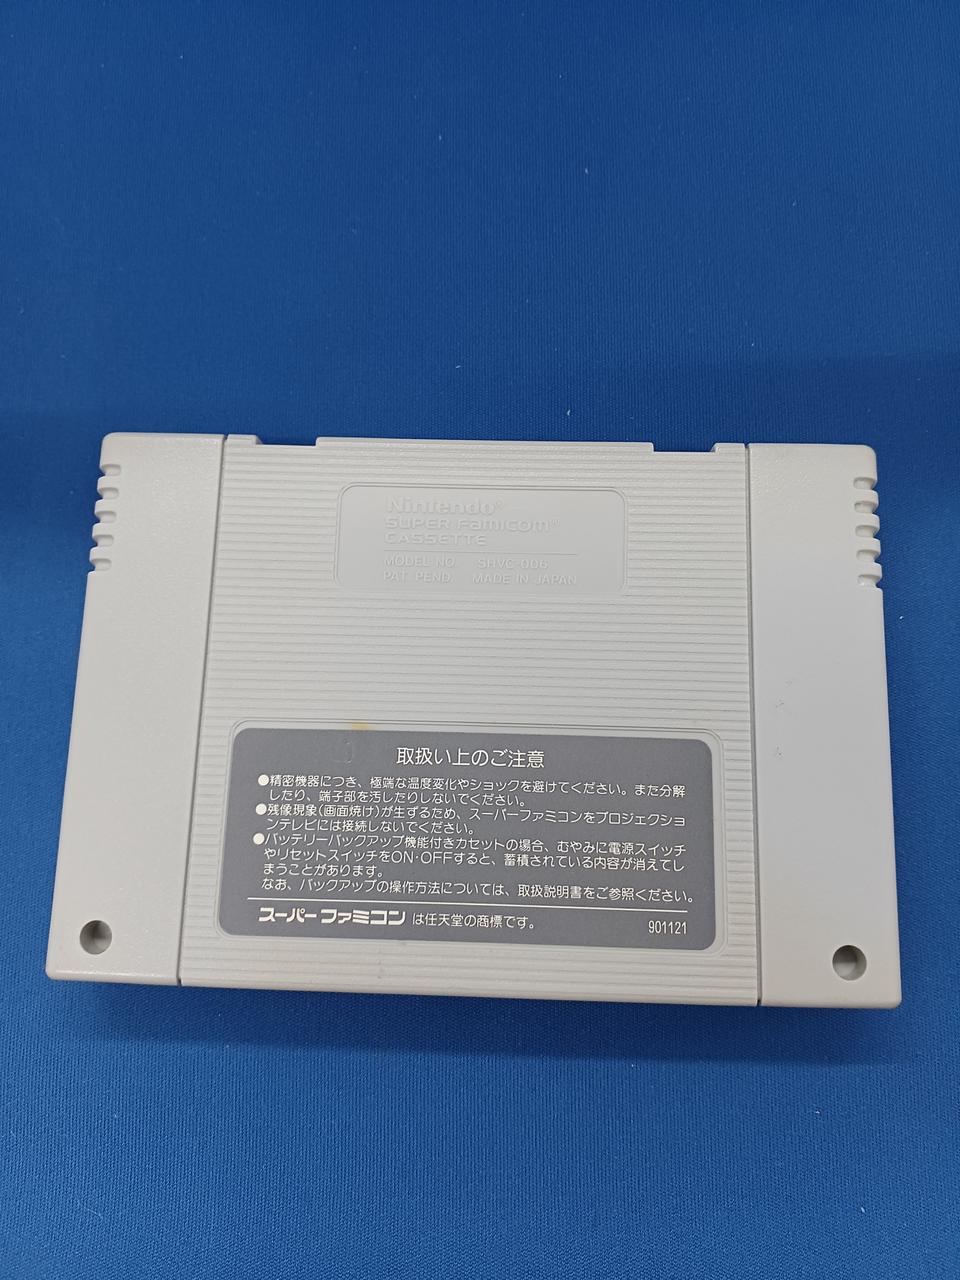 Nintendo®
SUPER FAMICOM®
CASSETTE
MODEL NO. SHVC-006
PAT. PEND. MADE IN JAPAN
取扱い上のご注意
●精密機器につき、極端な温度変化やショックを避けてください。また分解
したり、端子部を汚したりしないでください。
●残像現象(画面焼け)が生ずるため、スーパーファミコンをプロジェクショ
ンテレビには接続しないでください。
●バッテリーバックアップ機能付きカセットの場合、むやみに電源スイッチ
やリセットスイッチをON・OFFすると、蓄積されている内容が消えてし
まうことがあります。
なお、バックアップの操作方法については、取扱説明書をご参照ください。
スーパーファミコン は任天堂の商標です。
901121